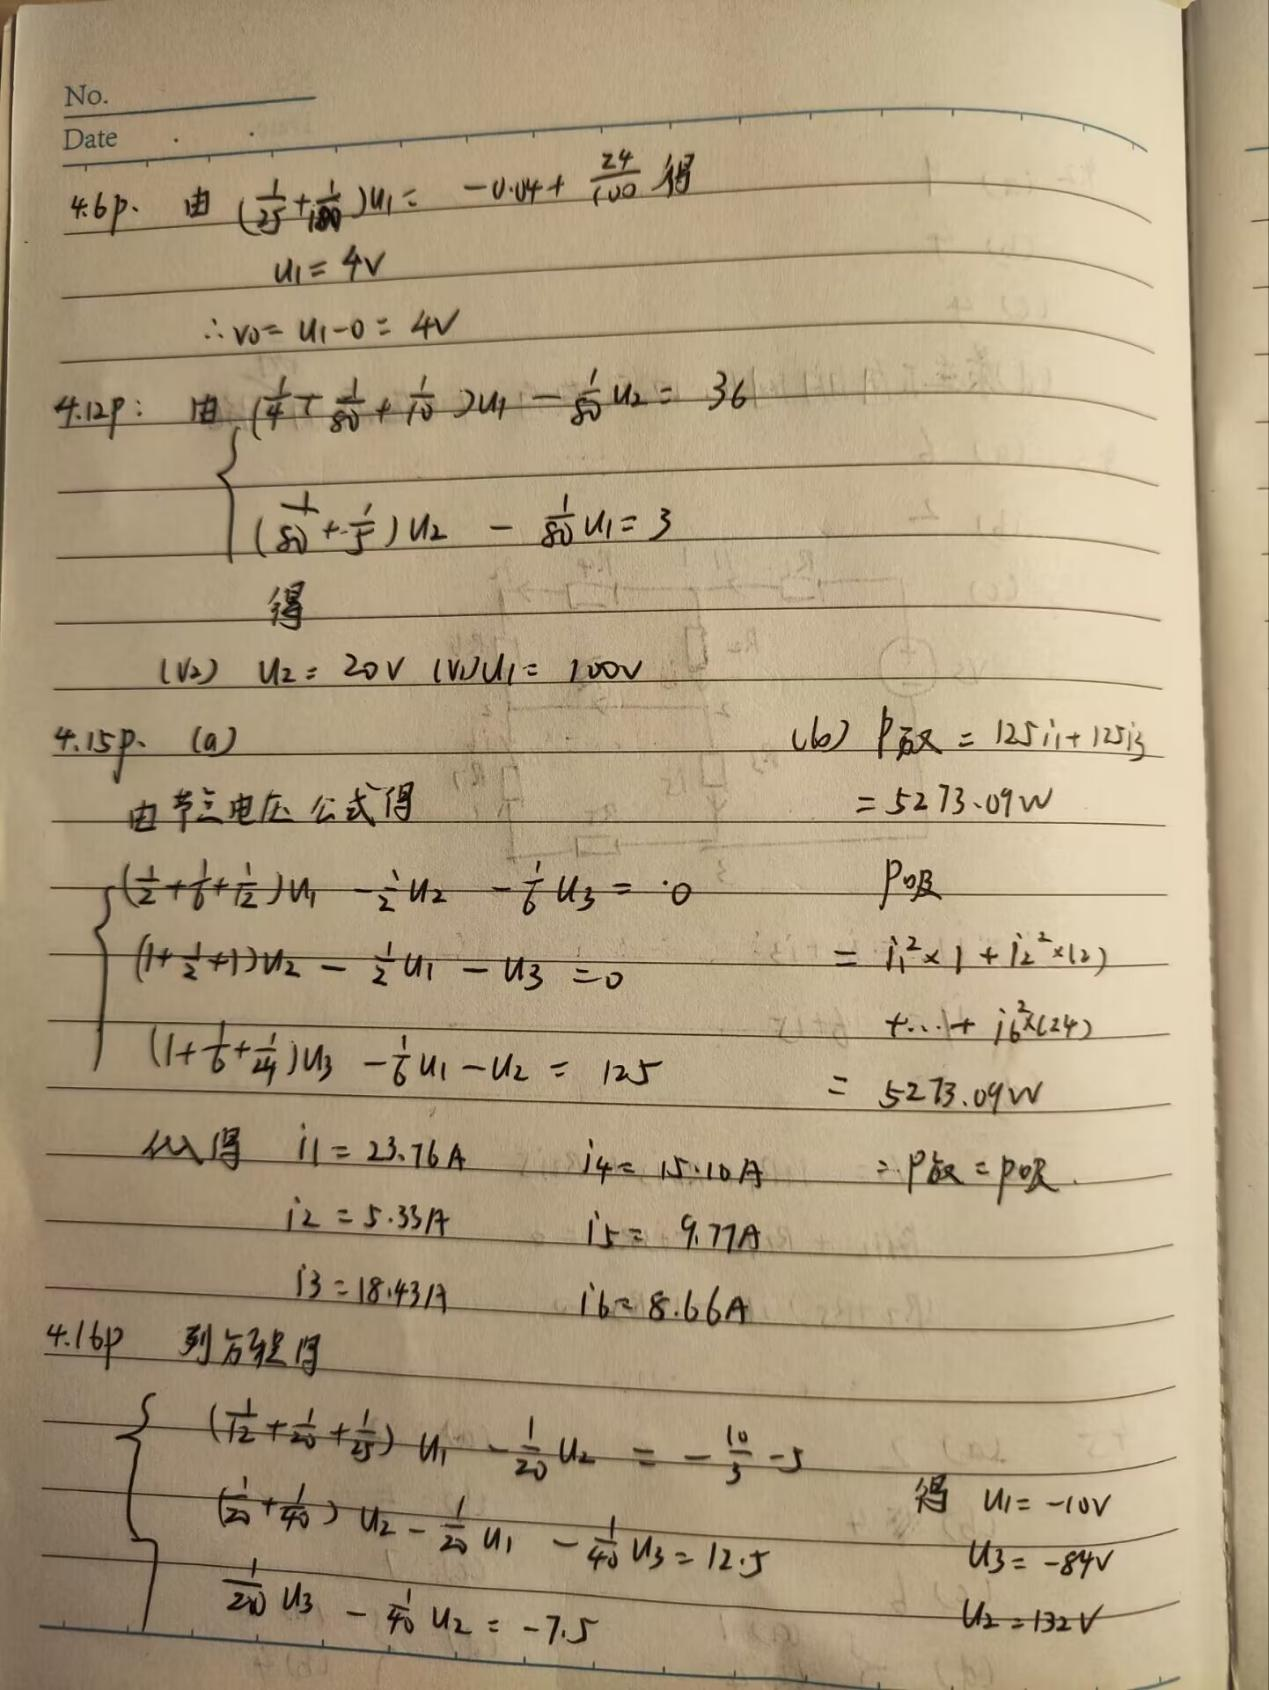 No.
Date
4.6p. 由 (1/25 + 1/100)u1 = -0.04 + 24/100 得
u1 = 4V
∴ v0 = u1 - 0 = 4V
4.12p: 由 (1/4 + 1/80 + 1/10)u1 - 1/80 u2 = 36
(1/80 + 1/5)u2 - 1/80 u1 = 3
得
(V2) u2 = 20V (V1) u1 = 100V
4.15p. (a)
由节点电压公式得
(1/2 + 1/6 + 1/12)u1 - 1/2 u2 - 1/6 u3 = 0
(1 + 1/2 + 1)u2 - 1/2 u1 - u3 = 0
(1 + 1/6 + 1/24)u3 - 1/6 u1 - u2 = 125
得 i1 = 23.76A i4 = 15.10A
i2 = 5.33A i5 = 9.77A
i3 = 18.43A i6 = 8.66A
(b) P放 = 125i1 + 125i3
= 5273.09W
P吸
= i1² × 1 + i2² × (2)
+ ... + i6² × (24)
= 5273.09W
∴ P放 = P吸.
4.16p 列方程得
(1/12 + 1/20 + 1/25) u1 - 1/20 u2 = - 10/3 - 5
(1/20 + 1/40) u2 - 1/20 u1 - 1/40 u3 = 12.5
u3 - 1/40 u2 = -7.5
得 u1 = -10V
u3 = -84V
u2 = 132V